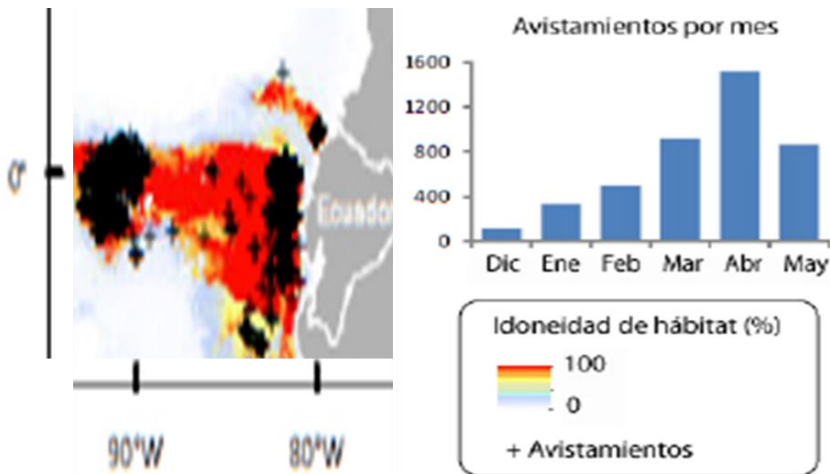 0°
Ecuador
90°W 80°W
Avistamientos por mes
1600
1200
800
400
0
Dic Ene Feb Mar Abr May
Idoneidad de hábitat (%)
100
0
+ Avistamientos